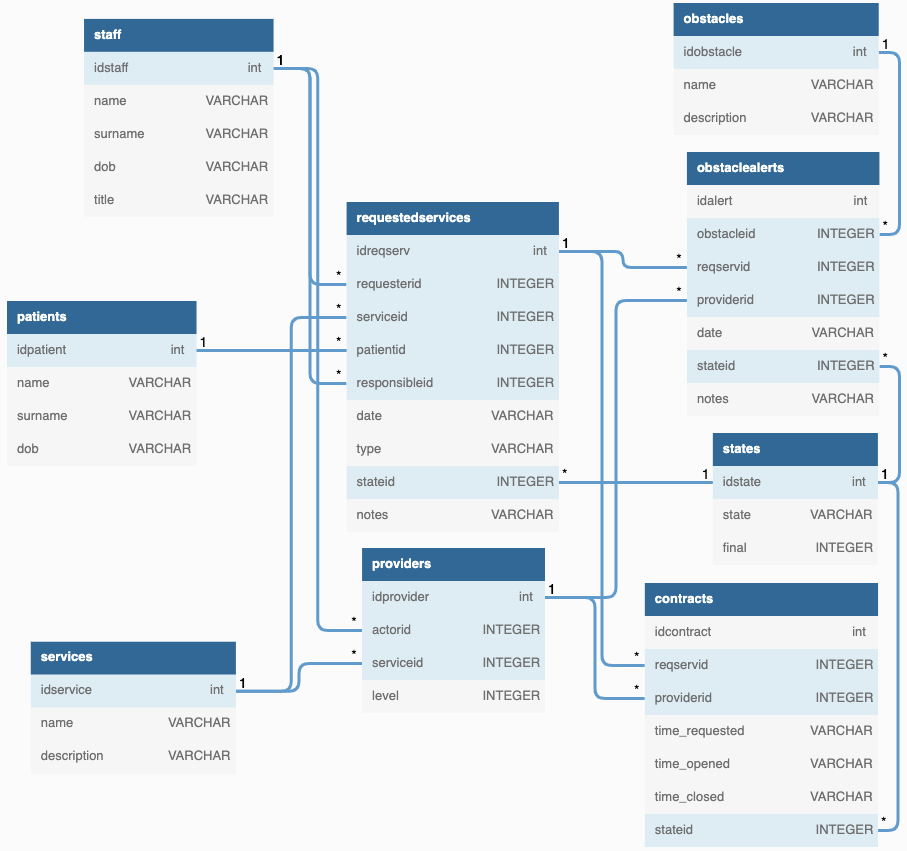 staff
idstaff int
name VARCHAR
surname VARCHAR
dob VARCHAR
title VARCHAR
1
patients
idpatient int
name VARCHAR
surname VARCHAR
dob VARCHAR
1
services
idservice int
name VARCHAR
description VARCHAR
1
requestedservices
idreqserv int
1
* requesterid INTEGER
* serviceid INTEGER
* patientid INTEGER
* responsibleid INTEGER
date VARCHAR
type VARCHAR
stateid INTEGER *
notes VARCHAR
providers
idprovider int
1
* actorid INTEGER
* serviceid INTEGER
level INTEGER
obstacles
idobstacle int
1
name VARCHAR
description VARCHAR
obstaclealerts
idalert int
obstacleid INTEGER *
* reqservid INTEGER
* providerid INTEGER
date VARCHAR
stateid INTEGER *
notes VARCHAR
states
1 idstate int 1
state VARCHAR
final INTEGER
contracts
idcontract int
* reqservid INTEGER
* providerid INTEGER
time_requested VARCHAR
time_opened VARCHAR
time_closed VARCHAR
stateid INTEGER *